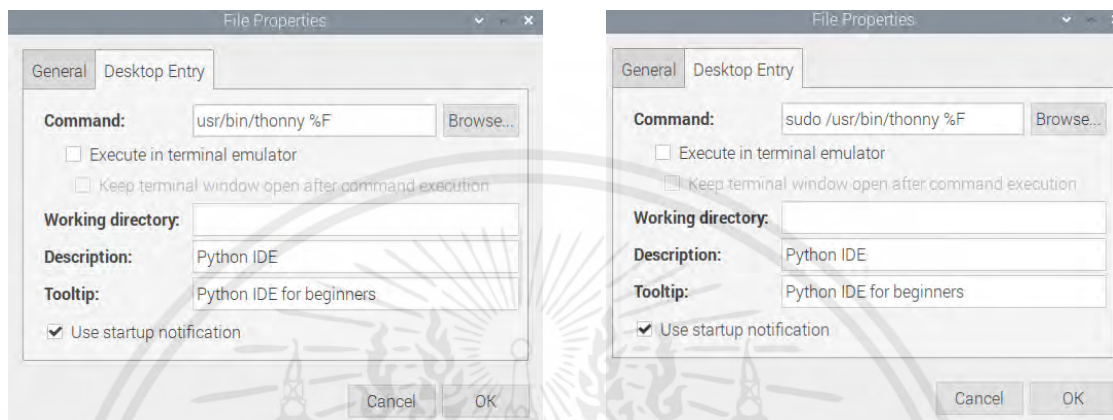 File Properties
General Desktop Entry
Command: usr/bin/thonny %F Browse...
Execute in terminal emulator
Keep terminal window open after command execution
Working directory:
Description: Python IDE
Tooltip: Python IDE for beginners
Use startup notification
Cancel OK
File Properties
General Desktop Entry
Command: sudo /usr/bin/thonny %F Browse...
Execute in terminal emulator
Keep terminal window open after command execution
Working directory:
Description: Python IDE
Tooltip: Python IDE for beginners
Use startup notification
Cancel OK